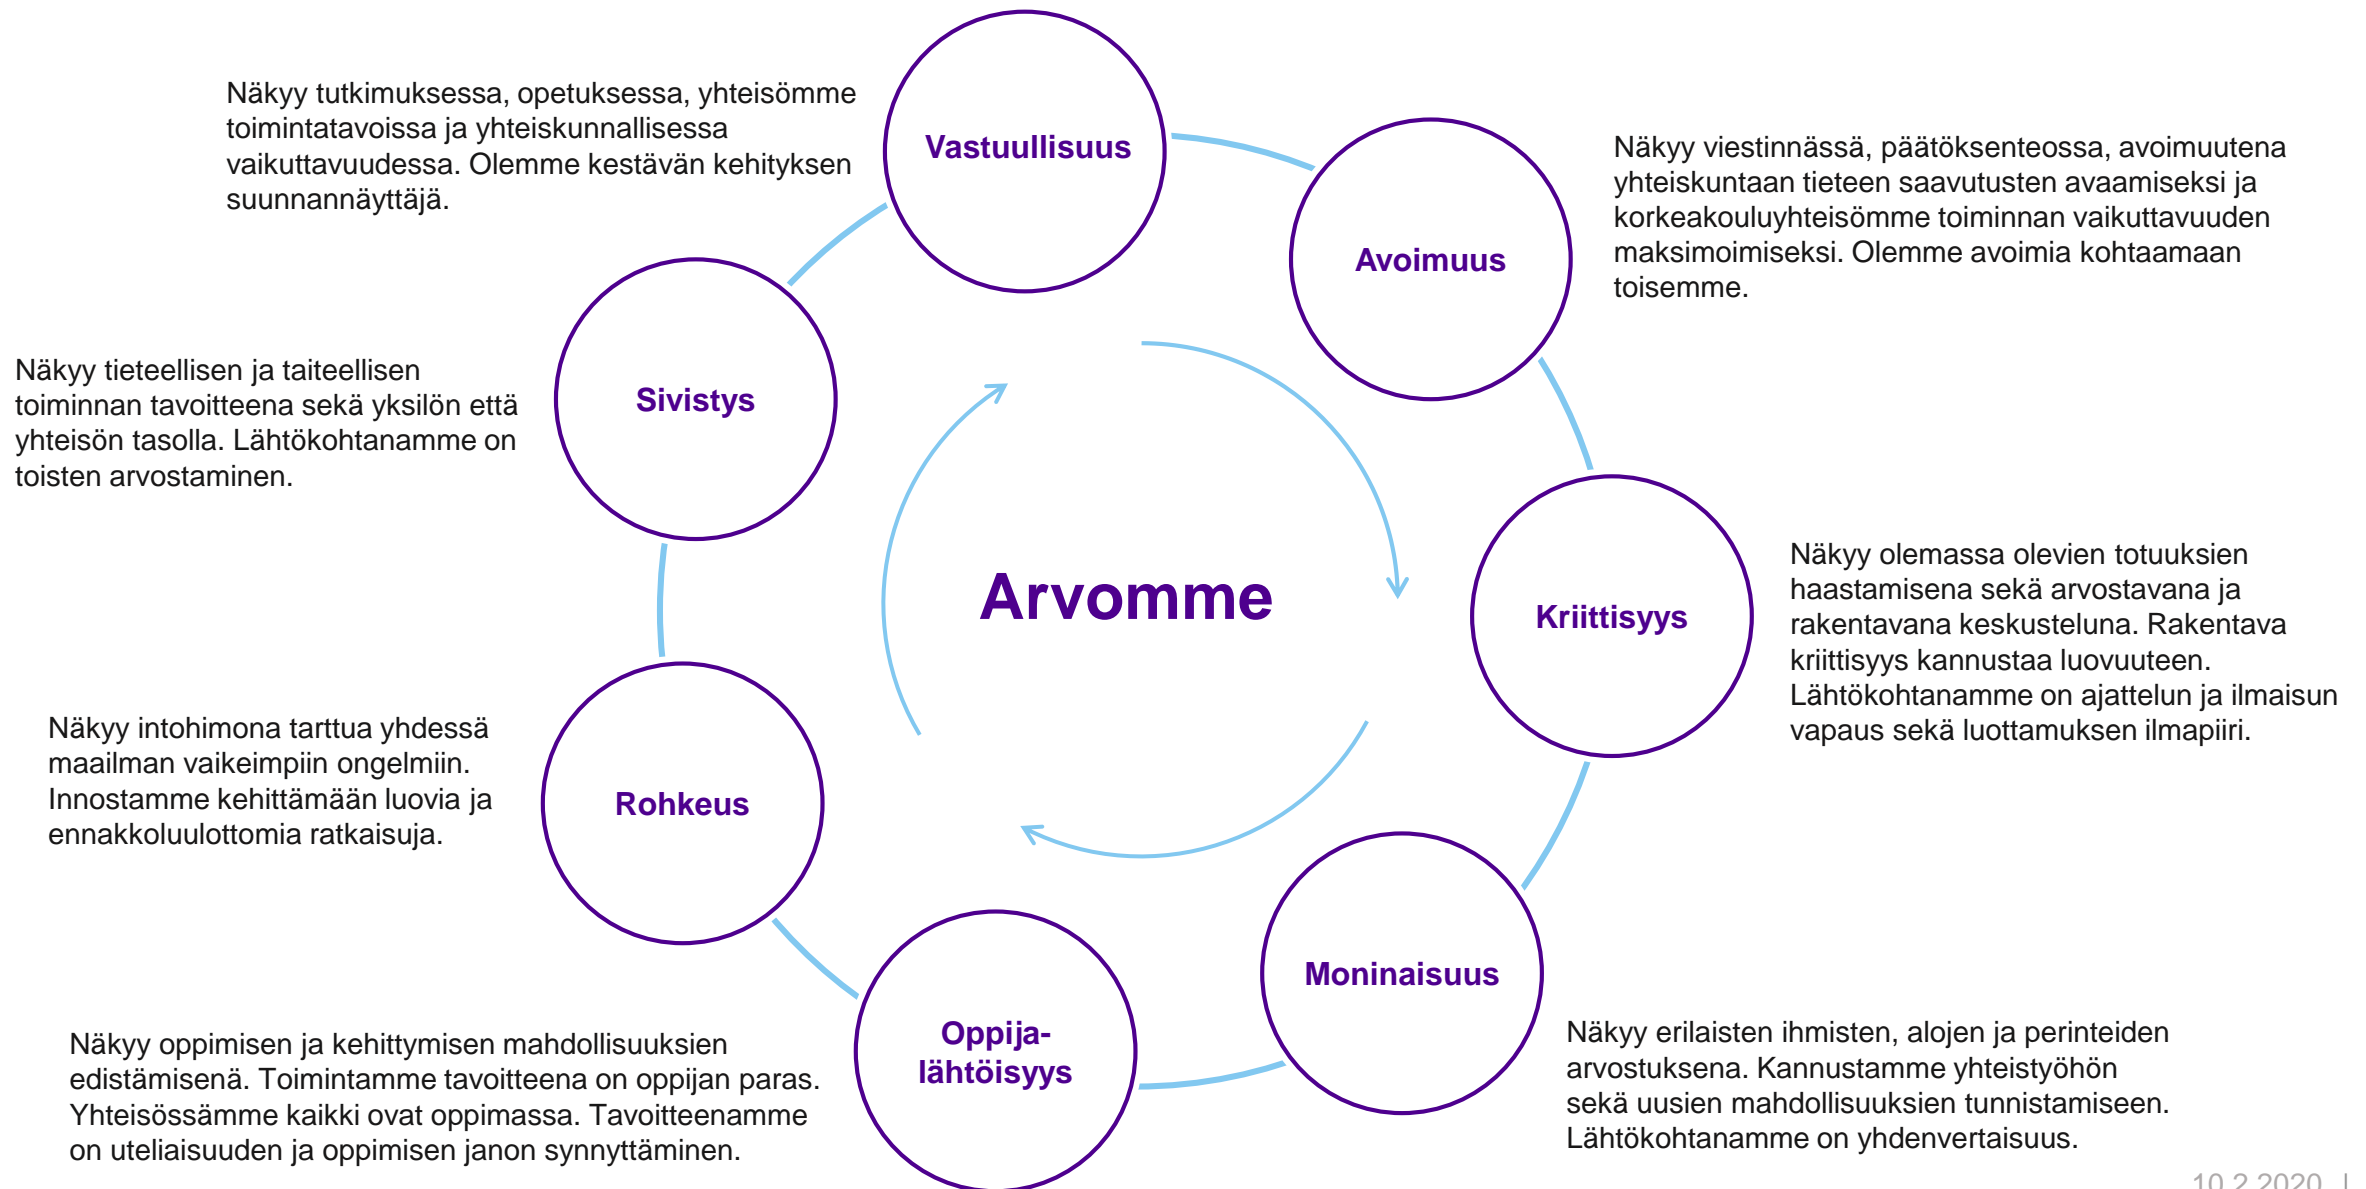 Vastuullisuus
Näkyy tutkimuksessa, opetuksessa, yhteisömme
toimintatavoissa ja yhteiskunnallisessa
vaikuttavuudessa. Olemme kestävän kehityksen
suunnannäyttäjä.
Avoimuus
Näkyy viestinnässä, päätöksenteossa, avoimuutena
yhteiskuntaan tieteen saavutusten avaamiseksi ja
korkeakouluyhteisömme toiminnan vaikuttavuuden
maksimoimiseksi. Olemme avoimia kohtaamaan
toisemme.
Kriittisyys
Näkyy olemassa olevien totuuksien
haastamisena sekä arvostavana ja
rakentavana keskusteluna. Rakentava
kriittisyys kannustaa luovuuteen.
Lähtökohtanamme on ajattelun ja ilmaisun
vapaus sekä luottamuksen ilmapiiri.
Moninaisuus
Näkyy erilaisten ihmisten, alojen ja perinteiden
arvostuksena. Kannustamme yhteistyöhön
sekä uusien mahdollisuuksien tunnistamiseen.
Lähtökohtanamme on yhdenvertaisuus.
Oppija-
lähtöisyys
Näkyy oppimisen ja kehittymisen mahdollisuuksien
edistämisenä. Toimintamme tavoitteena on oppijan paras.
Yhteisössämme kaikki ovat oppimassa. Tavoitteenamme
on uteliaisuuden ja oppimisen janon synnyttäminen.
Rohkeus
Näkyy intohimona tarttua yhdessä
maailman vaikeimpiin ongelmiin.
Innostamme kehittämään luovia ja
ennakkoluulottomia ratkaisuja.
Sivistys
Näkyy tieteellisen ja taiteellisen
toiminnan tavoitteena sekä yksilön että
yhteisön tasolla. Lähtökohtanamme on
toisten arvostaminen.
Arvomme
10.2.2020 |